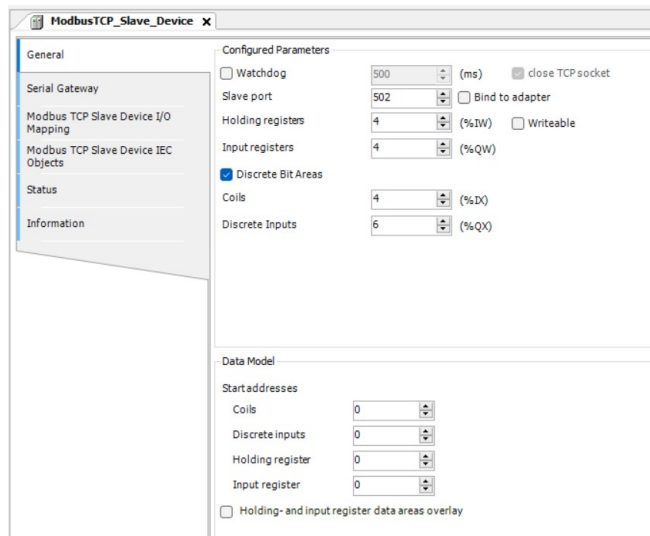 ModbusTCP_Slave_Device X
General
Serial Gateway
Modbus TCP Slave Device I/O
Mapping
Modbus TCP Slave Device IEC
Objects
Status
Information
Configured Parameters
Watchdog 500 (ms) close TCP socket
Slave port 502 Bind to adapter
Holding registers 4 (%IW) Writeable
Input registers 4 (%QW)
Discrete Bit Areas
Coils 4 (%IX)
Discrete Inputs 6 (%QX)
Data Model
Start addresses
Coils 0
Discrete inputs 0
Holding register 0
Input register 0
Holding- and input register data areas overlay